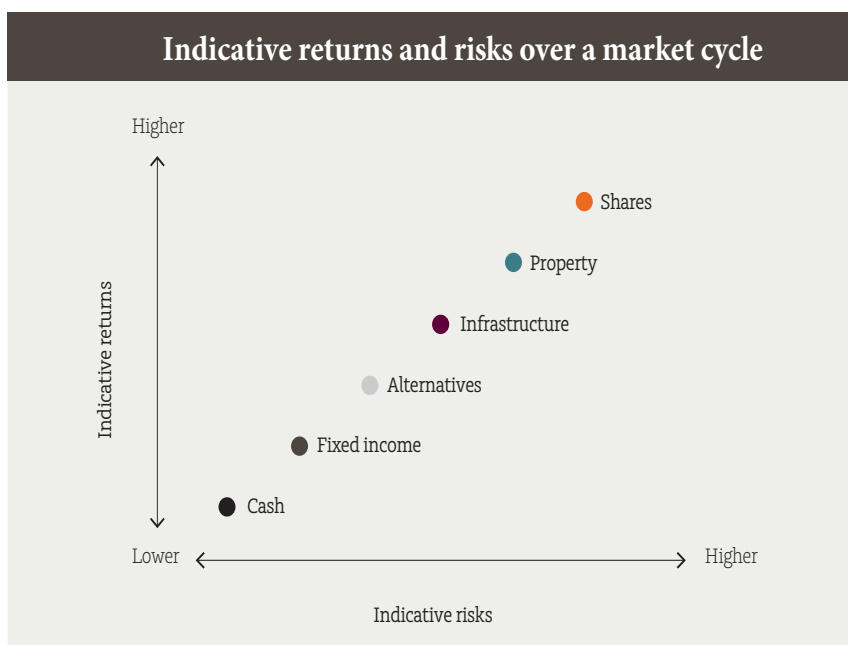 Indicative returns and risks over a market cycle
Higher
Shares
Property
Infrastructure
Alternatives
Fixed income
Cash
Indicative returns
Lower
Higher
Indicative risks